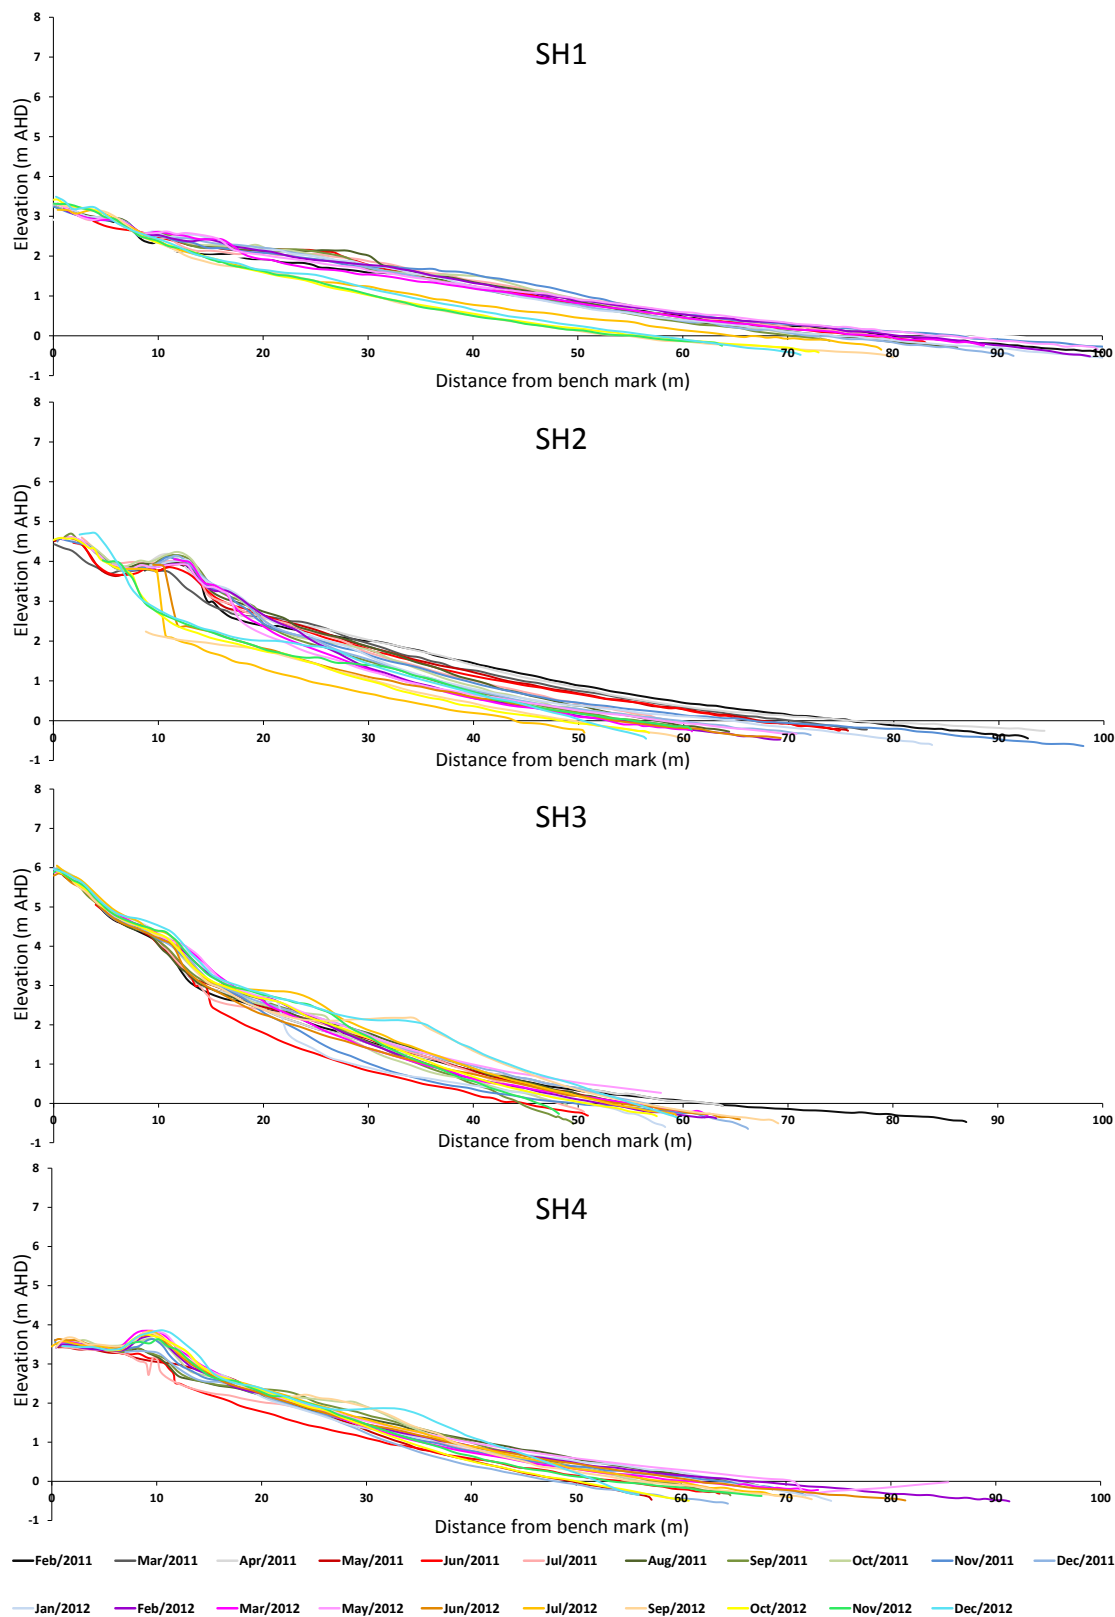 SH1
Elevation (m AHD)
8
7
6
5
4
3
2
1
0
-1
0 10 20 30 40 50 60 70 80 90 100
Distance from bench mark (m)
SH2
Elevation (m AHD)
8
7
6
5
4
3
2
1
0
-1
0 10 20 30 40 50 60 70 80 90 100
Distance from bench mark (m)
SH3
Elevation (m AHD)
8
7
6
5
4
3
2
1
0
-1
0 10 20 30 40 50 60 70 80 90 100
Distance from bench mark (m)
SH4
Elevation (m AHD)
8
7
6
5
4
3
2
1
0
-1
0 10 20 30 40 50 60 70 80 90 100
Distance from bench mark (m)
Feb/2011 Mar/2011 Apr/2011 May/2011 Jun/2011 Jul/2011 Aug/2011 Sep/2011 Oct/2011 Nov/2011 Dec/2011
Jan/2012 Feb/2012 Mar/2012 May/2012 Jun/2012 Jul/2012 Sep/2012 Oct/2012 Nov/2012 Dec/2012